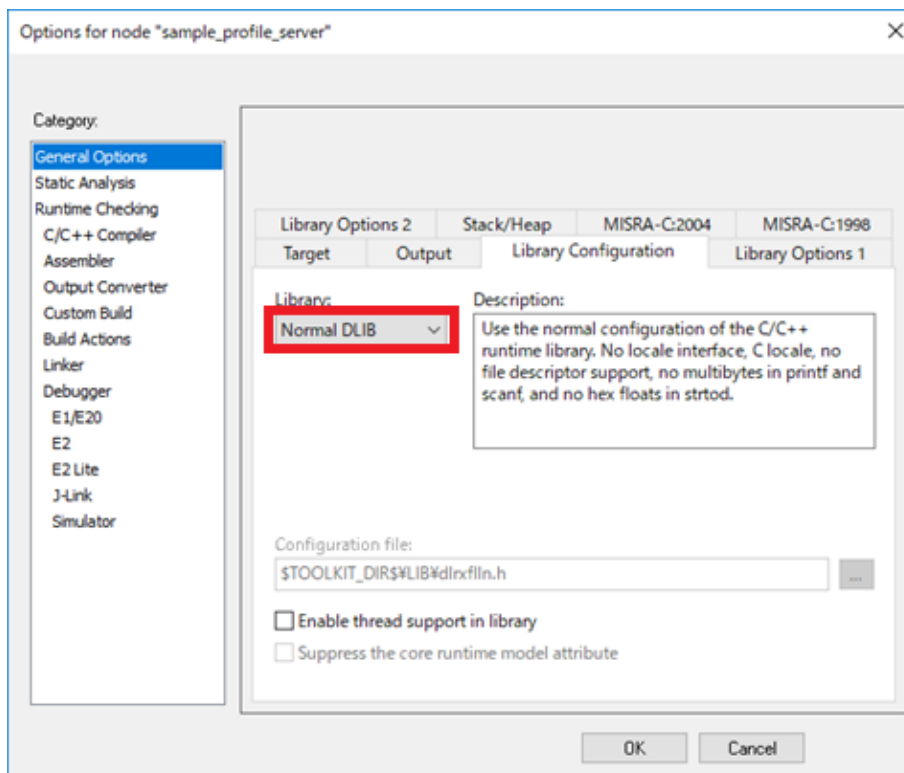 Options for node "sample_profile_server"
Category:
General Options
Static Analysis
Runtime Checking
C/C++ Compiler
Assembler
Output Converter
Custom Build
Build Actions
Linker
Debugger
E1/E20
E2
E2 Lite
J-Link
Simulator
Library Options 2 Stack/Heap MISRA-C:2004 MISRA-C:1998
Target Output Library Configuration Library Options 1
Library:
Normal DLIB
Description:
Use the normal configuration of the C/C++
runtime library. No locale interface, C locale, no
file descriptor support, no multibytes in printf and
scanf, and no hex floats in strtod.
Configuration file:
$TOOLKIT_DIR$¥LIB¥dlrxflln.h
...
Enable thread support in library
Suppress the core runtime model attribute
OK Cancel